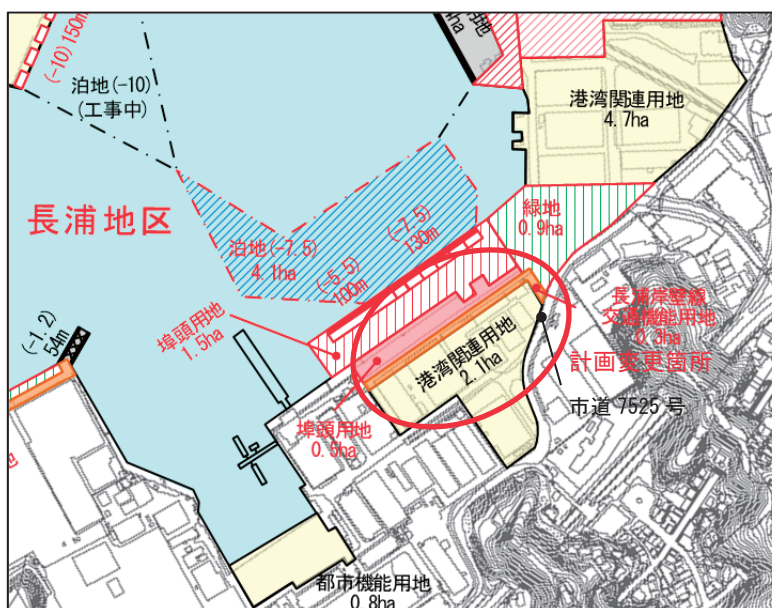 (-10)150m
ha
泊地(-10)
(工事中)
港湾関連用地
4.7ha
長浦地区
緑地
0.9ha
(-7.5)
130m
泊地(-7.5)
4.1ha
(-5.5)
100m
長浦岸壁線
交通機能用地
0.3ha
(-1.2)
54m
埠頭用地
1.5ha
港湾関連用地
2.1ha
計画変更箇所
市道7525号
埠頭用地
0.5ha
都市機能用地
0.8ha